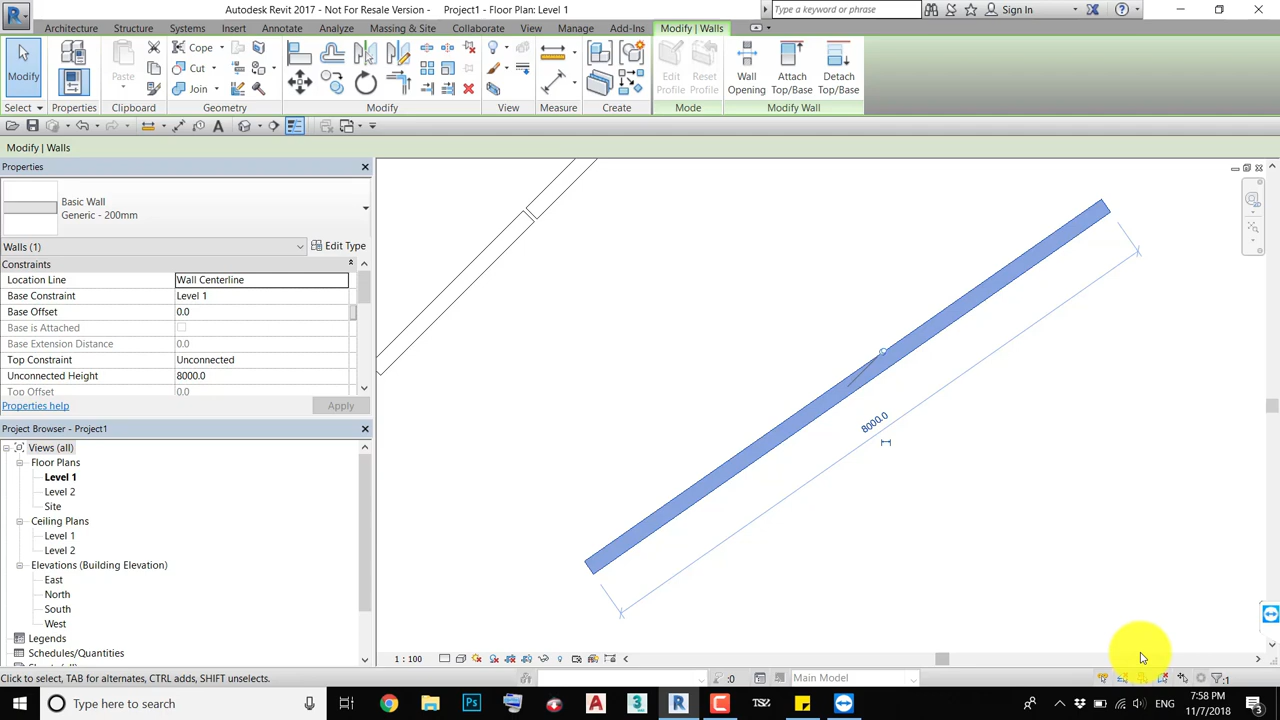 Autodesk Revit 2017 - Not For Resale Version - Project1 - Floor Plan: Level 1
Type a keyword or phrase
Sign In
Architecture Structure Systems Insert Annotate Analyze Massing & Site Collaborate View Manage Add-Ins Modify | Walls
Modify
Paste
Cope
Cut
Join
Edit Profile
Reset Profile
Wall Opening
Attach Top/Base
Detach Top/Base
Select Properties Clipboard Geometry Modify View Measure Create Mode Modify Wall
Modify | Walls
Properties
Basic Wall
Generic - 200mm
Walls (1)
Edit Type
Constraints
Location Line Wall Centerline
Base Constraint Level 1
Base Offset 0.0
Base is Attached
Base Extension Distance 0.0
Top Constraint Unconnected
Unconnected Height 8000.0
Top Offset 0.0
Properties help
Apply
Project Browser - Project1
Views (all)
Floor Plans
Level 1
Level 2
Site
Ceiling Plans
Level 1
Level 2
Elevations (Building Elevation)
East
North
South
West
Legends
Schedules/Quantities
8000.0
1 : 100
Click to select, TAB for alternates, CTRL adds, SHIFT unselects.
:0
Main Model
:1
Type here to search
ENG
7:58 PM
11/7/2018
3